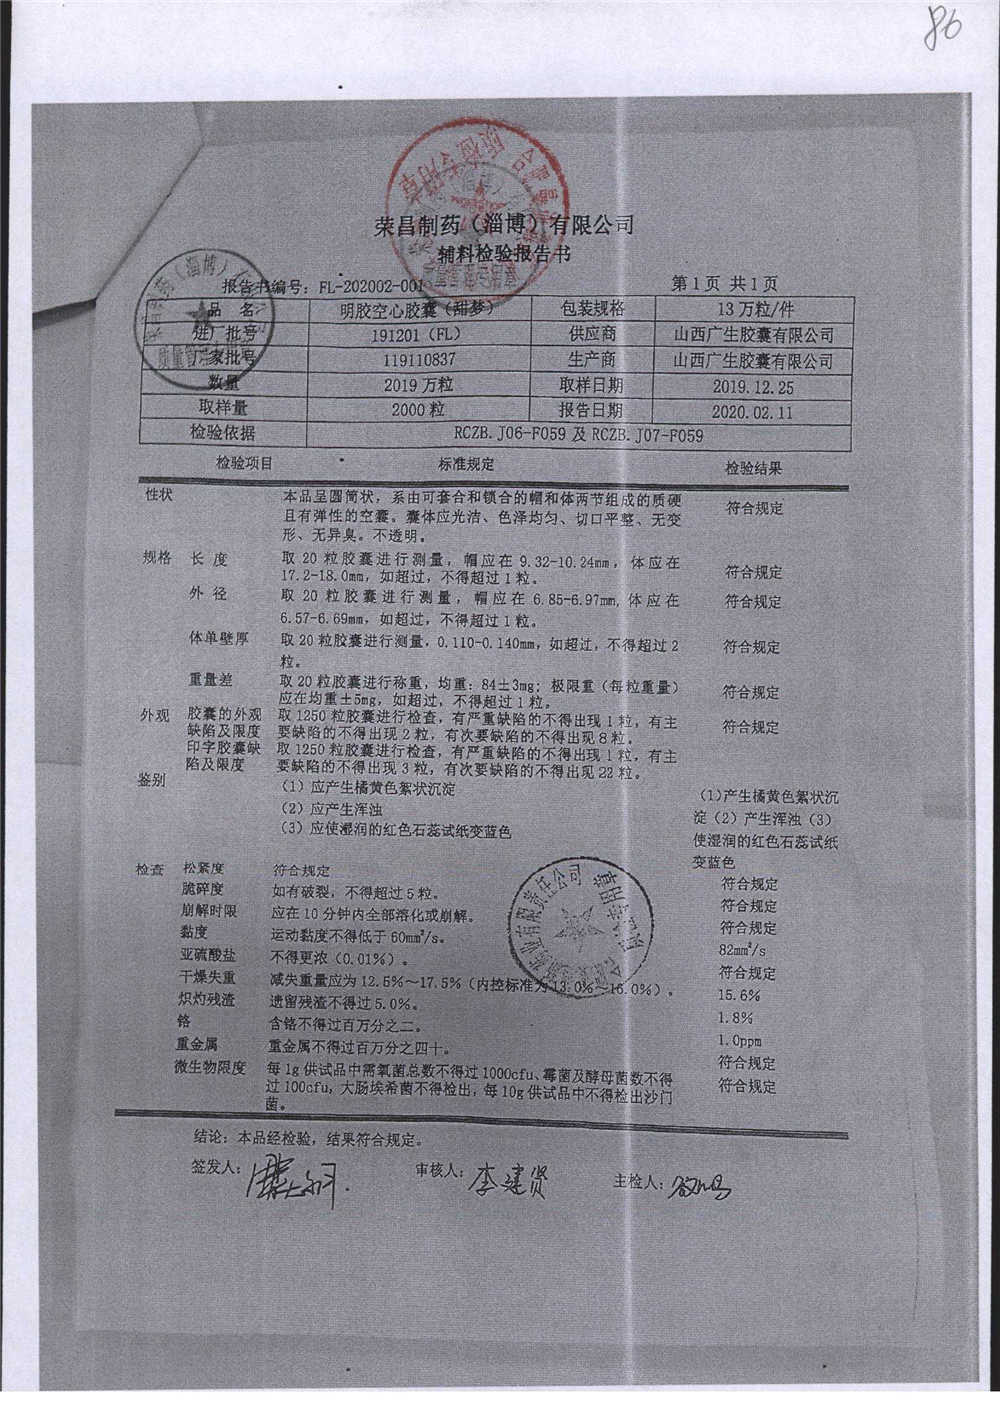 86
荣昌制药（淄博）有限公司
辅料检验报告书
报告书编号：FL-202002-001 第1页 共1页
品 名 明胶空心胶囊（甜梦） 包装规格 13万粒/件
进厂批号 191201（FL） 供应商 山西广生胶囊有限公司
厂家批号 119110837 生产商 山西广生胶囊有限公司
数量 2019万粒 取样日期 2019.12.25
取样量 2000粒 报告日期 2020.02.11
检验依据 RCZB.J06-F059及RCZB.J07-F059
检验项目 标准规定 检验结果
性状 本品呈圆筒状，系由可套合和锁合的帽和体两节组成的质硬 符合规定
且有弹性的空囊。囊体应光洁、色泽均匀、切口平整、无变
形、无异臭。不透明。
规格 长度 取20粒胶囊进行测量，帽应在9.32-10.24mm，体应在 符合规定
17.2-18.0mm，如超过，不得超过1粒。
外径 取20粒胶囊进行测量，帽应在6.85-6.97mm,体应在 符合规定
6.57-6.69mm，如超过，不得超过1粒。
体单壁厚 取20粒胶囊进行测量，0.110-0.140mm，如超过，不得超过2 符合规定
粒。
重量差 取20粒胶囊进行称重，均重：84±3mg；极限重（每粒重量） 符合规定
应在均重±5mg，如超过，不得超过1粒。
外观 胶囊的外观 取1250粒胶囊进行检查，有严重缺陷的不得出现1粒，有主 符合规定
缺陷及限度 要缺陷的不得出现2粒，有次要缺陷的不得出现8粒。
印字胶囊缺 取1250粒胶囊进行检查，有严重缺陷的不得出现1粒，有主
陷及限度 要缺陷的不得出现3粒，有次要缺陷的不得出现22粒。
鉴别 （1）应产生橘黄色絮状沉淀 （1)产生橘黄色絮状沉
（2）应产生浑浊 淀（2）产生浑浊（3）
（3）应使湿润的红色石蕊试纸变蓝色 使湿润的红色石蕊试纸
变蓝色
检查 松紧度 符合规定 符合规定
脆碎度 如有破裂，不得超过5粒。 符合规定
崩解时限 应在10分钟内全部溶化或崩解。 符合规定
黏度 运动黏度不得低于60mm²/s。 82mm²/s
亚硫酸盐 不得更浓（0.01%）。 符合规定
干燥失重 减失重量应为12.5%～17.5%（内控标准为13.0%～16.0%）。 15.6%
炽灼残渣 遗留残渣不得过5.0%。 1.8%
铬 含铬不得过百万分之二。 1.0ppm
重金属 重金属不得过百万分之四十。 符合规定
微生物限度 每1g供试品中需氧菌总数不得过1000cfu、霉菌及酵母菌数不得 符合规定
过100cfu，大肠埃希菌不得检出，每10g供试品中不得检出沙门
菌。
结论：本品经检验，结果符合规定。
签发人： 审核人：李建贤 主检人：